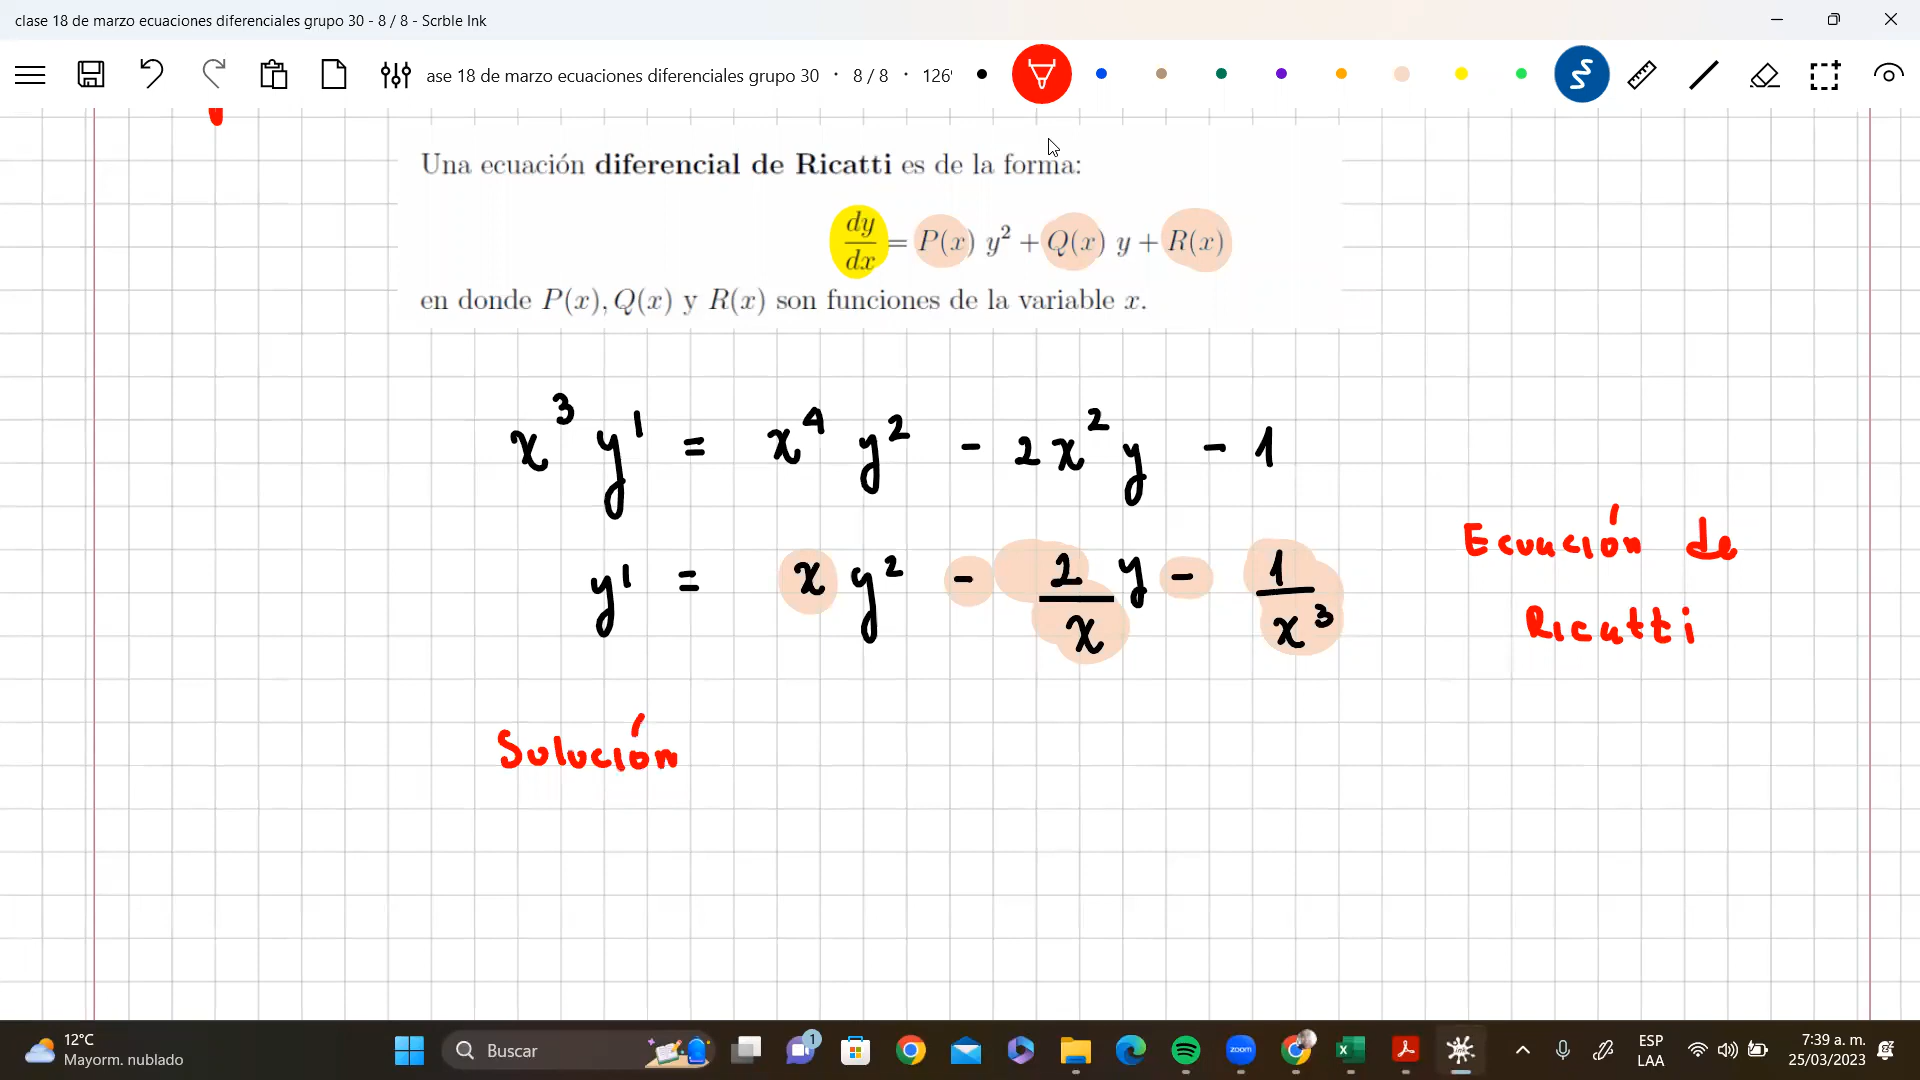 clase 18 de marzo ecuaciones diferenciales grupo 30 - 8 / 8 - Scrble Ink
ase 18 de marzo ecuaciones diferenciales grupo 30 · 8 / 8 · 126
Una ecuación diferencial de Ricatti es de la forma:
dy/dx = P(x) y² + Q(x) y + R(x)
en donde P(x), Q(x) y R(x) son funciones de la variable x.
x³ y' = x⁴ y² - 2x² y - 1
y' = x y² - 2/x y - 1/x³
Ecuación de
Ricatti
Solución
12°C
Mayorm. nublado
Buscar
1
zoom
ESP
LAA
7:39 a. m.
25/03/2023